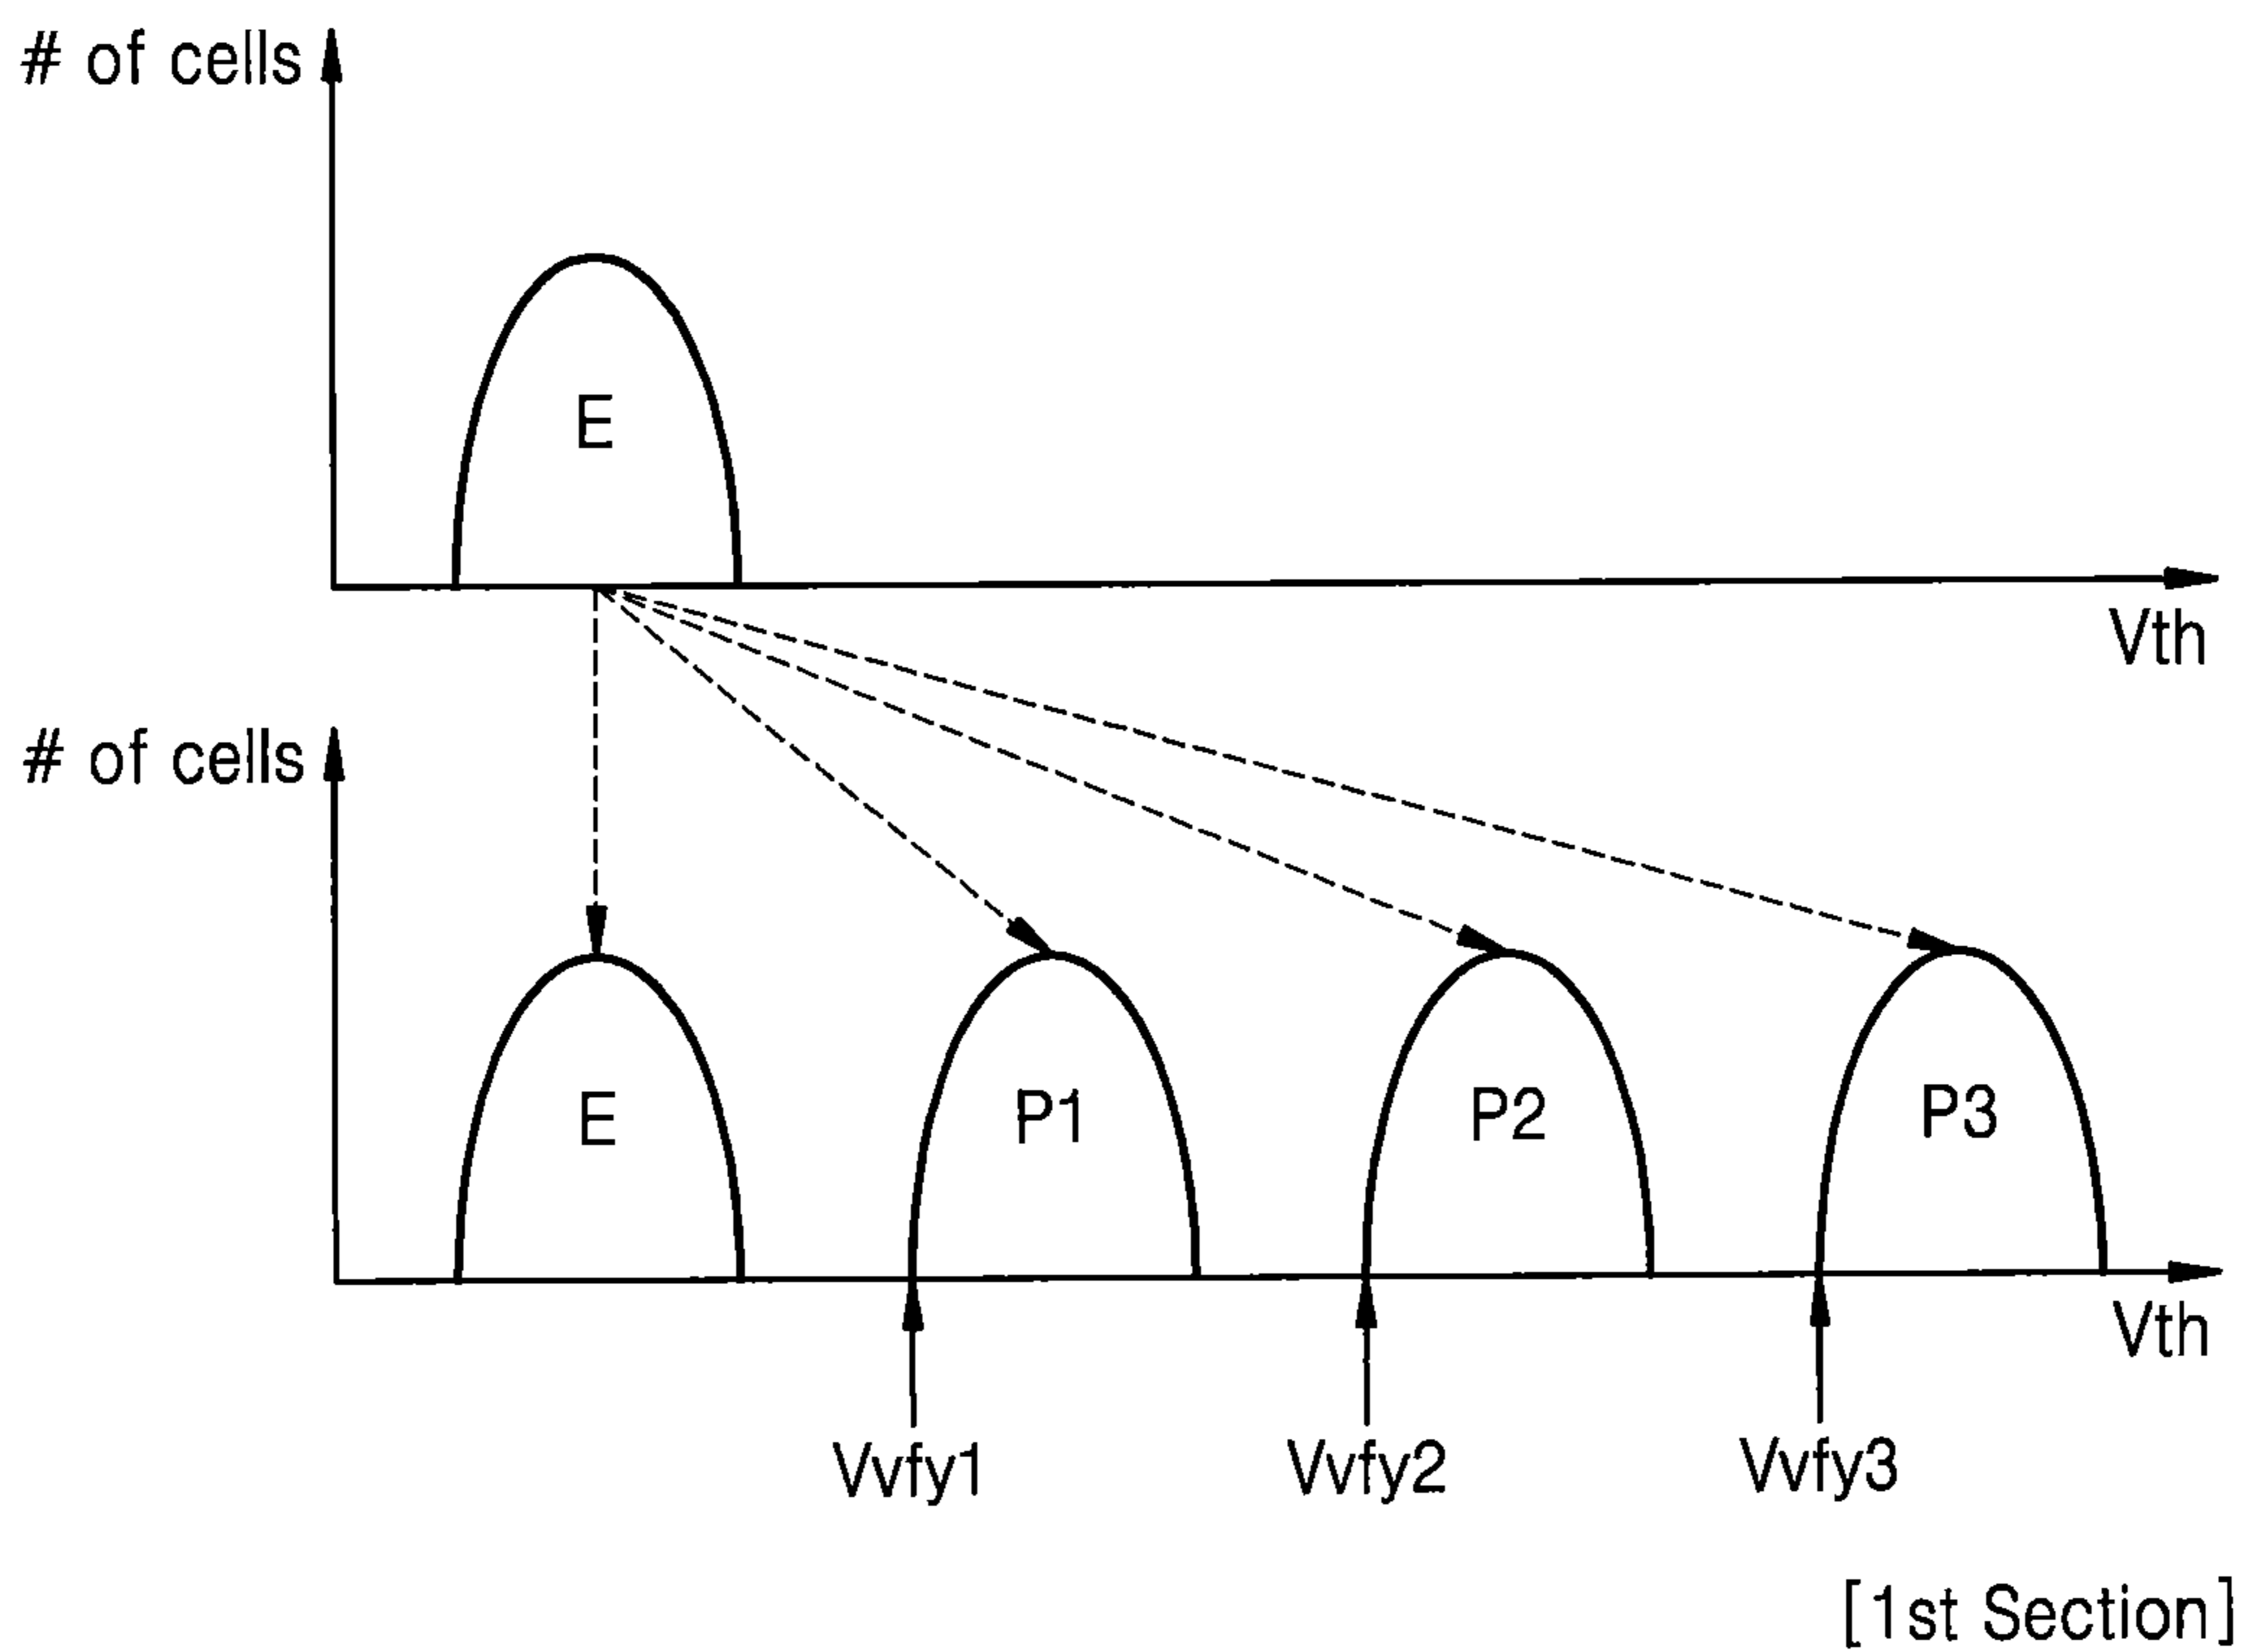 # of cells
E
Vth
# of cells
E P1 P2 P3
Vth
Vvfy1 Vvfy2 Vvfy3
[1st Section]